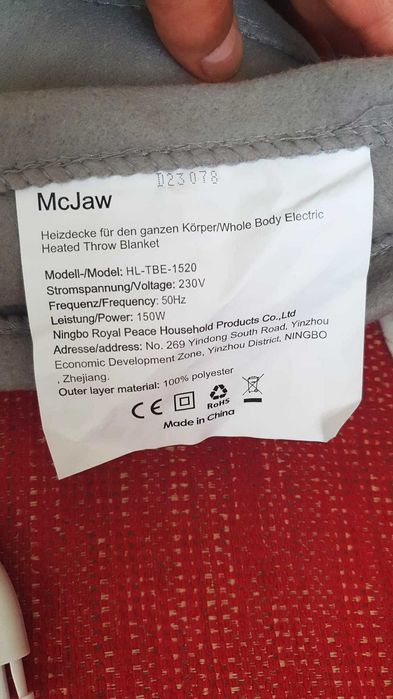 D23078
McJaw
Heizdecke für den ganzen Körper/Whole Body Electric
Heated Throw Blanket
Modell-/Model: HL-TBE-1520
Stromspannung/Voltage: 230V
Frequenz/Frequency: 50Hz
Leistung/Power: 150W
Ningbo Royal Peace Household Products Co.,Ltd
Adresse/address: No. 269 Yindong South Road, Yinzhou
Economic Development Zone, Yinzhou District, NINGBO
, Zhejiang.
Outer layer material: 100% polyester
CE RoHS
Made in China